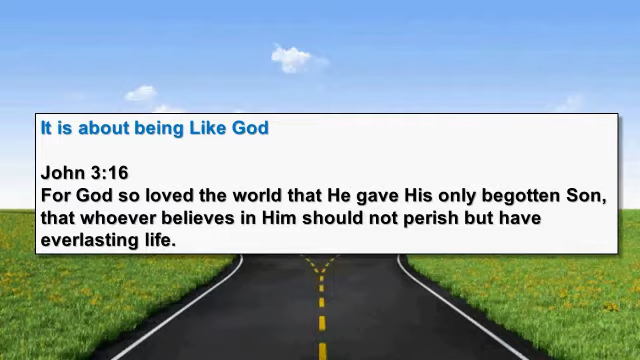 It is about being Like God
John 3:16
For God so loved the world that He gave His only begotten Son,
that whoever believes in Him should not perish but have
everlasting life.